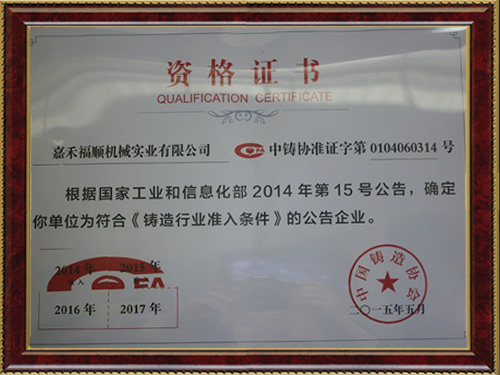 资格证书
QUALIFICATION CERTIFICATE
嘉禾福顺机械实业有限公司 中铸协准证字第 0104060314 号
根据国家工业和信息化部 2014 年第 15 号公告，确定
你单位为符合《铸造行业准入条件》的公告企业。
2014 年 2015 年
2016 年 2017 年
中国铸造协会
二〇一五年五月